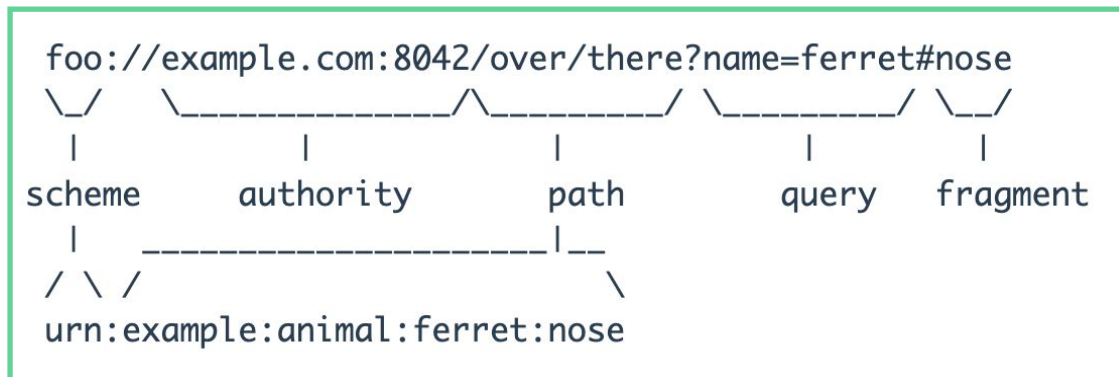 foo://example.com:8042/over/there?name=ferret#nose
\_/   \______________/\_________/ \_________/ \__/
 |           |            |            |        |
scheme     authority       path        query   fragment
 |   _____________________|__
/ \ /                        \
urn:example:animal:ferret:nose